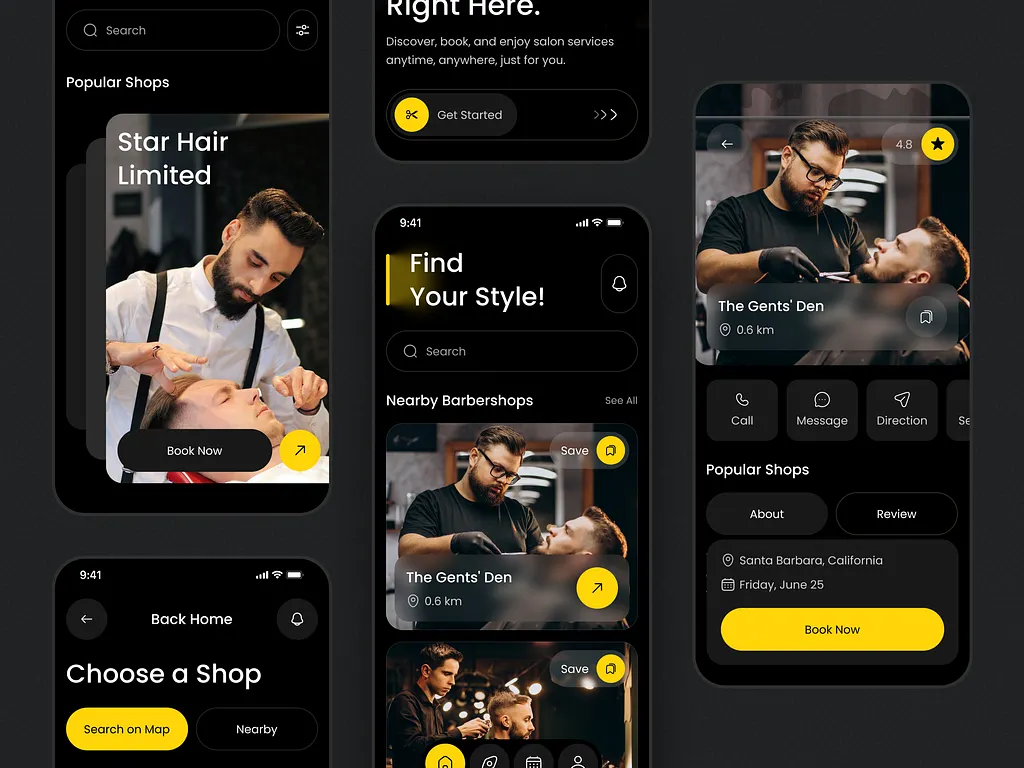 Search
Popular Shops
Star Hair
Limited
Book Now
9:41
Back Home
Choose a Shop
Search on Map
Nearby
Right Here.
Discover, book, and enjoy salon services
anytime, anywhere, just for you.
Get Started
9:41
Find
Your Style!
Search
Nearby Barbershops
See All
Save
The Gents' Den
0.6 km
Save
4.8
The Gents' Den
0.6 km
Call
Message
Direction
Se
Popular Shops
About
Review
Santa Barbara, California
Friday, June 25
Book Now